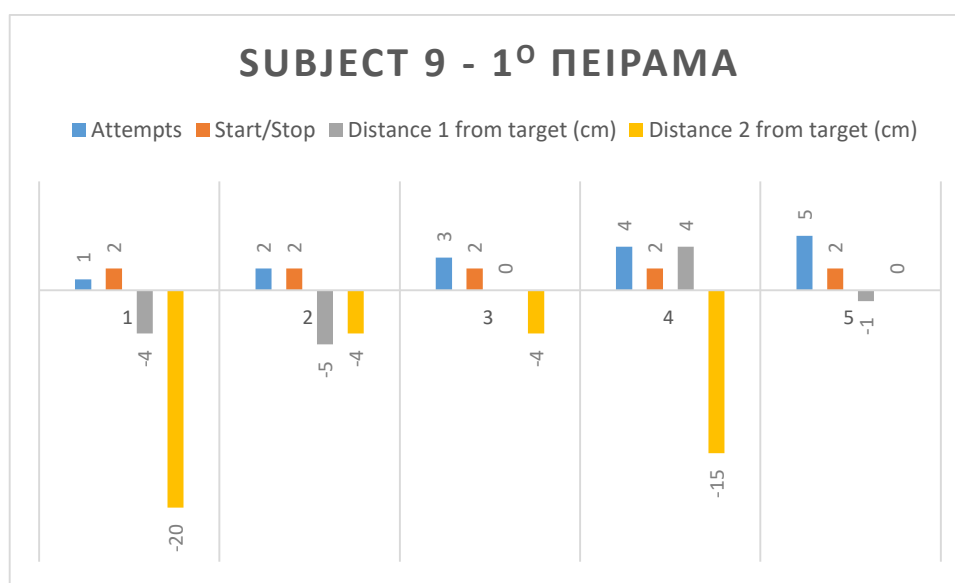 SUBJECT 9 - 1Ο ΠΕΙΡΑΜΑ
Attempts Start/Stop Distance 1 from target (cm) Distance 2 from target (cm)
1 2 -4 -20
2 2 -5 -4
3 2 0 -4
4 2 4 -15
5 2 -1 0
1 2 3 4 5